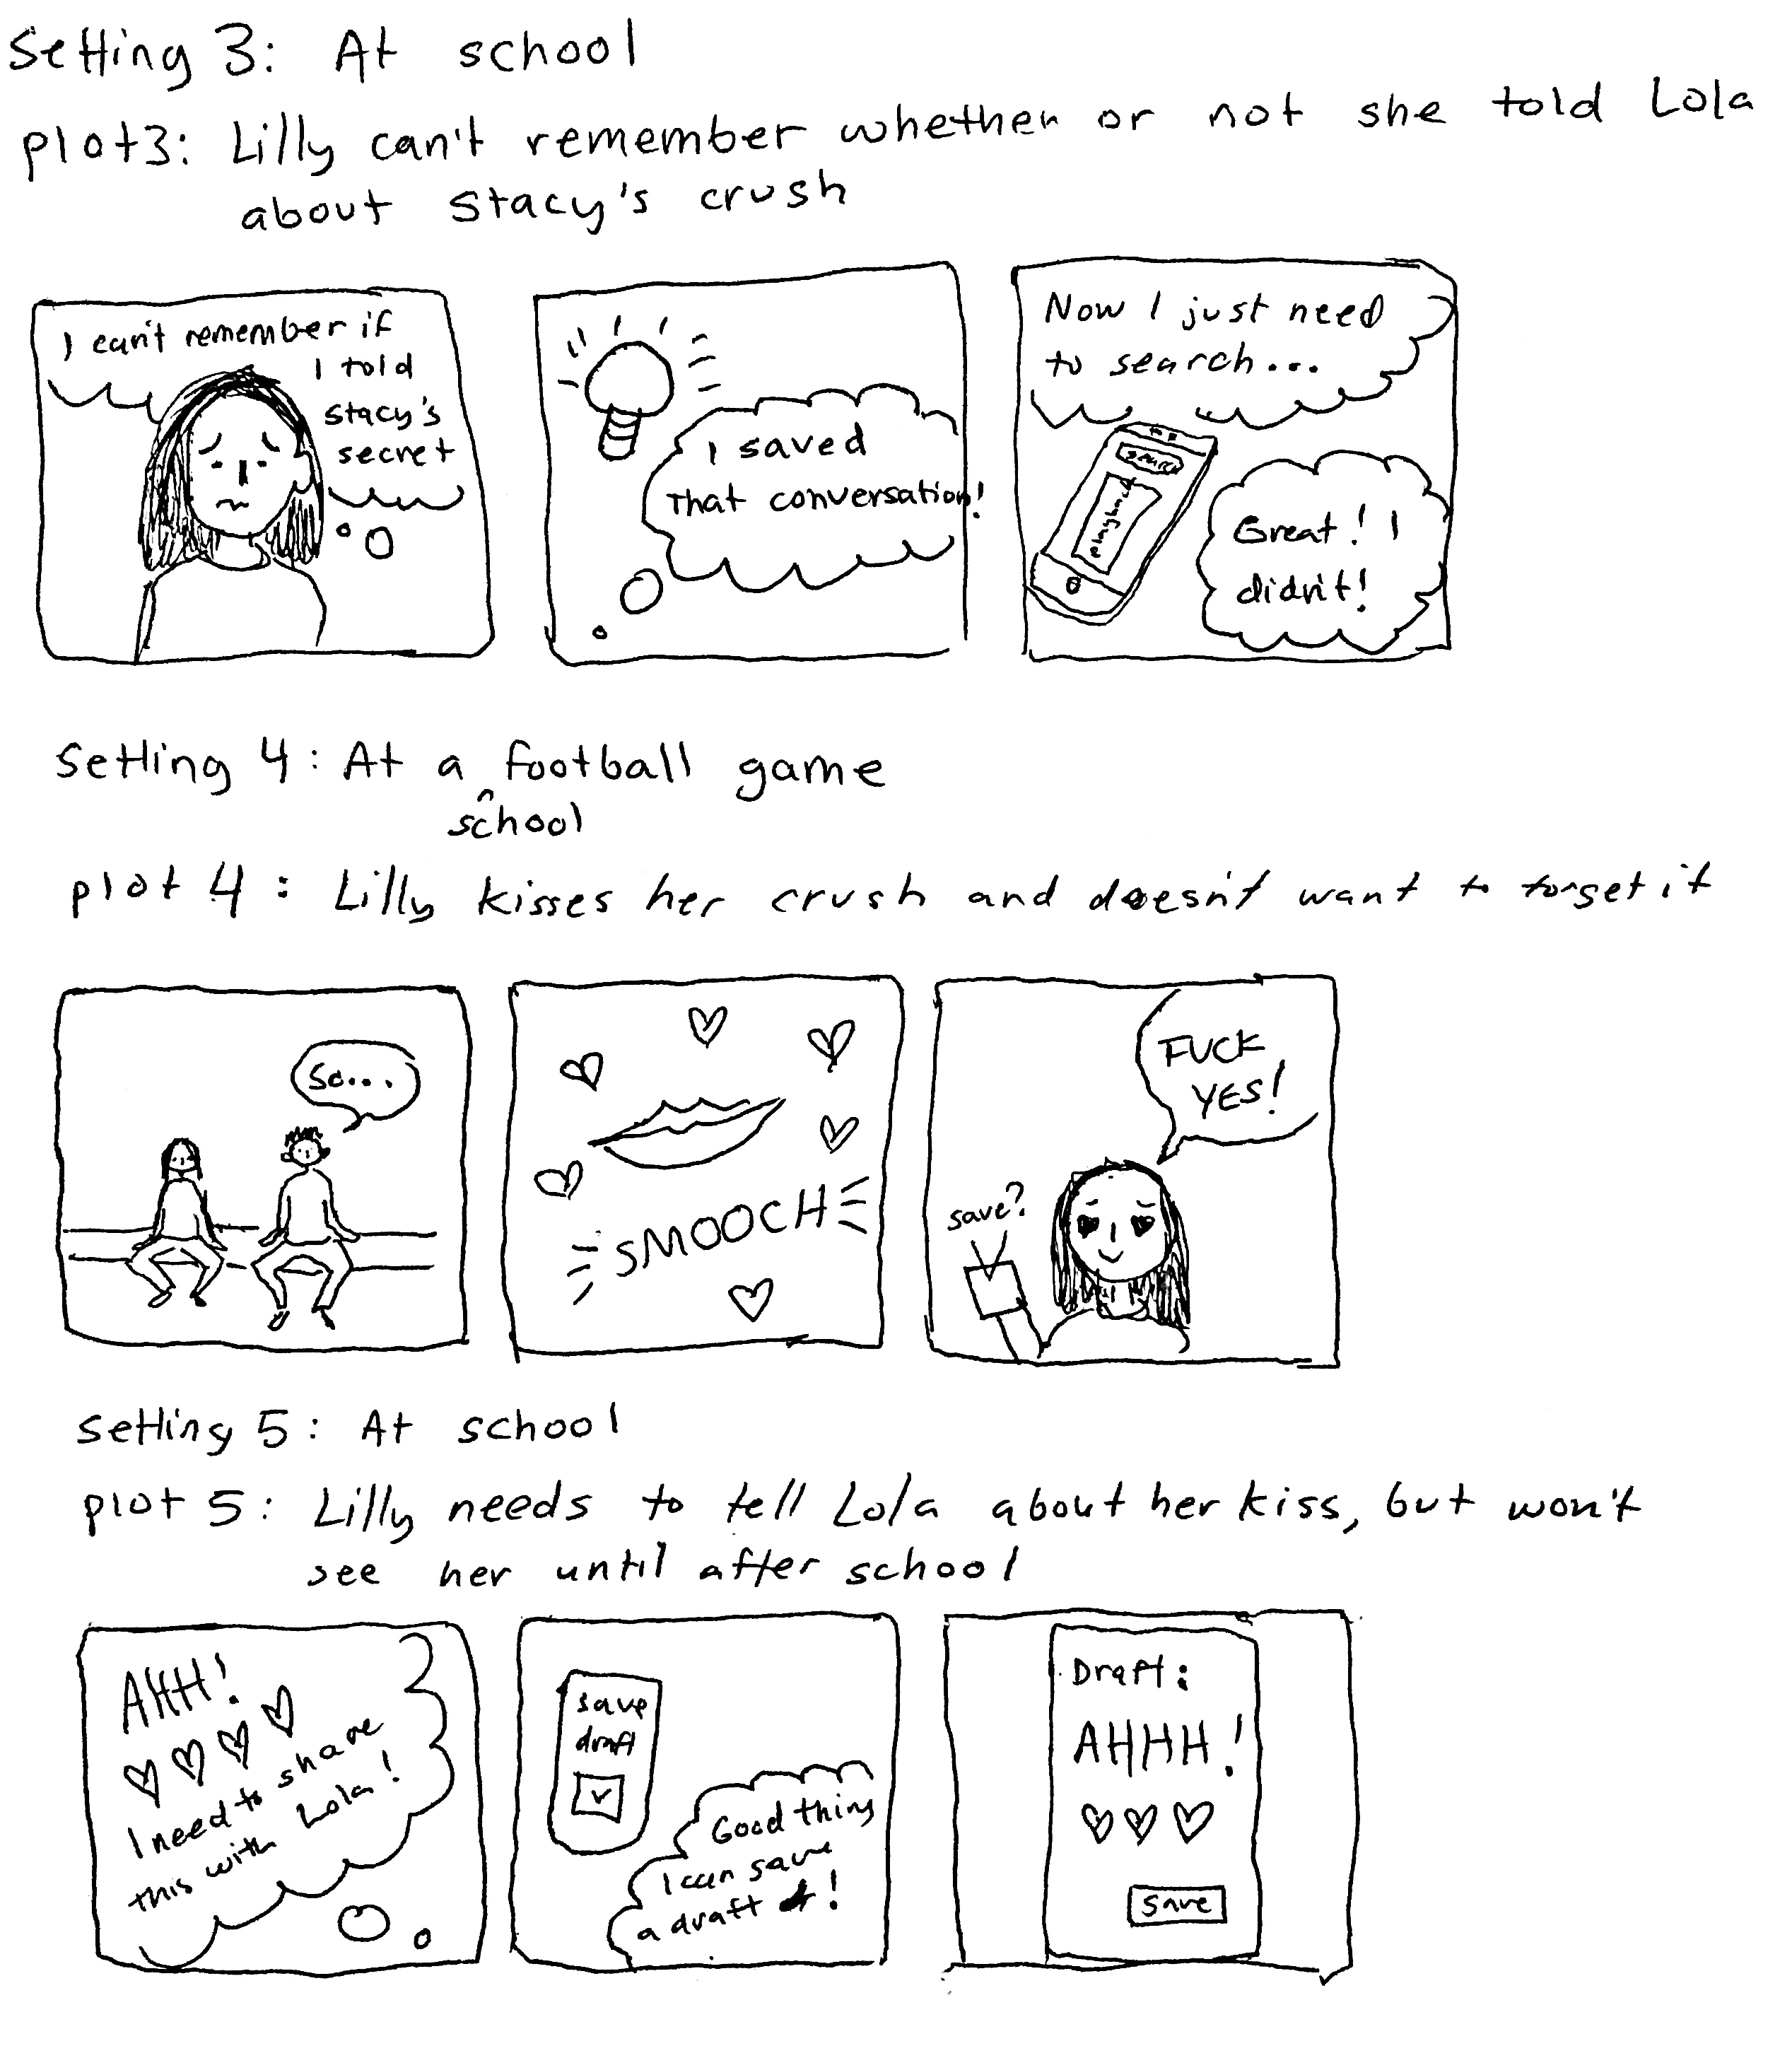 Setting 3: At school
plot3: Lilly can't remember whether or not she told Lola
about Stacy's crush
I can't remember if
I told
stacy's
secret
I saved
That conversation!
Now I just need
to search...
search
Great! I
didn't!
Setting 4: At a football game
school
plot 4: Lilly kisses her crush and doesn't want to forget it
So...
SMOOCH
FUCK
YES!
save?
Setting 5: At school
plot 5: Lilly needs to tell Lola about her kiss, but won't
see her until after school
AHH!
I need to share
this with Lola!
save
draft
Good thing
I can save
a draft !
Draft:
AHHH!
save